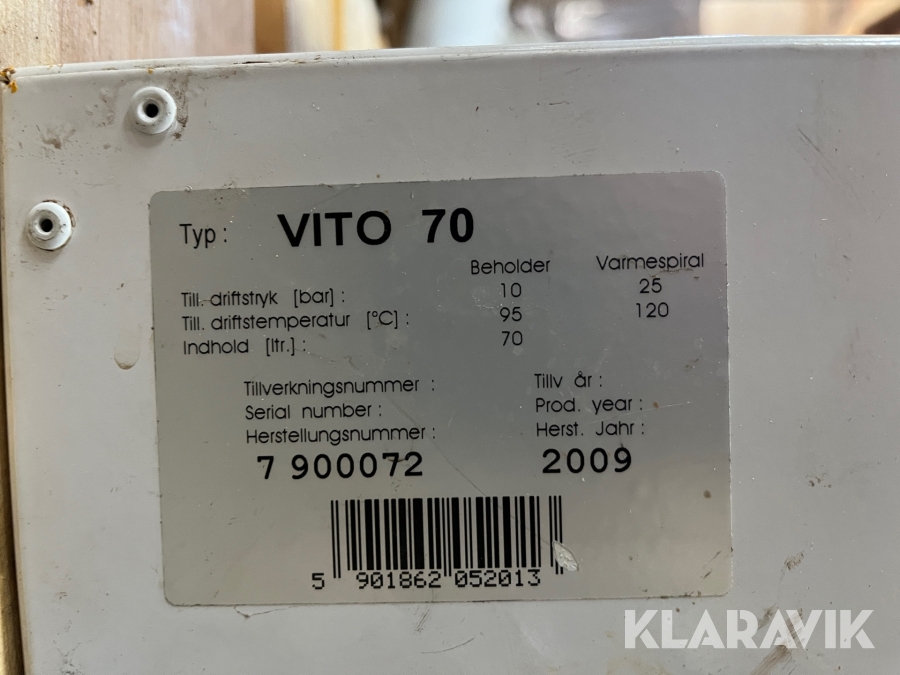 Typ : VITO 70
Beholder Varmespiral
Till. driftstryk [bar] : 10 25
Till. driftstemperatur [°C] : 95 120
Indhold [ltr.] : 70
Tillverkningsnummer : Tillv år :
Serial number : Prod. year :
Herstellungsnummer : Herst. Jahr :
7 900072 2009
5 901862 052013
KLARAVIK